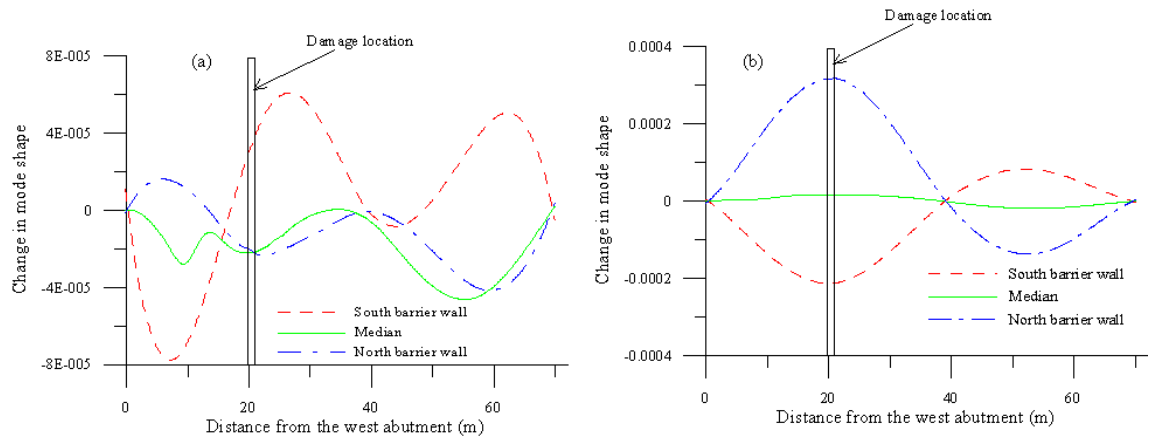 Damage location
(a)
8E-005
4E-005
0
-4E-005
-8E-005
Change in mode shape
South barrier wall
Median
North barrier wall
0
20
40
60
Distance from the west abutment (m)
Damage location
(b)
0.0004
0.0002
0
-0.0002
-0.0004
Change in mode shape
South barrier wall
Median
North barrier wall
0
20
40
60
Distance from the west abutment (m)